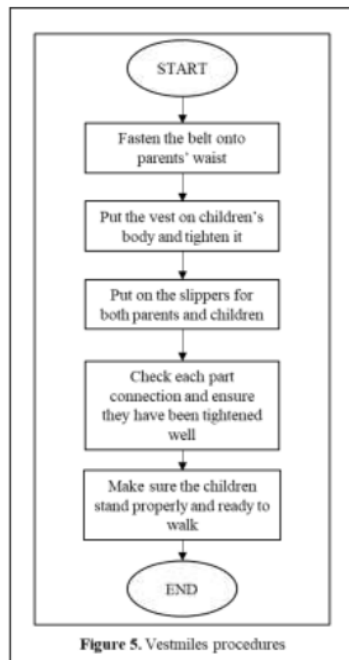 START
Fasten the belt onto
parents' waist
Put the vest on children's
body and tighten it
Put on the slippers for
both parents and children
Check each part
connection and ensure
they have been tightened
well
Make sure the children
stand properly and ready to
walk
END
Figure 5. Vestmiles procedures